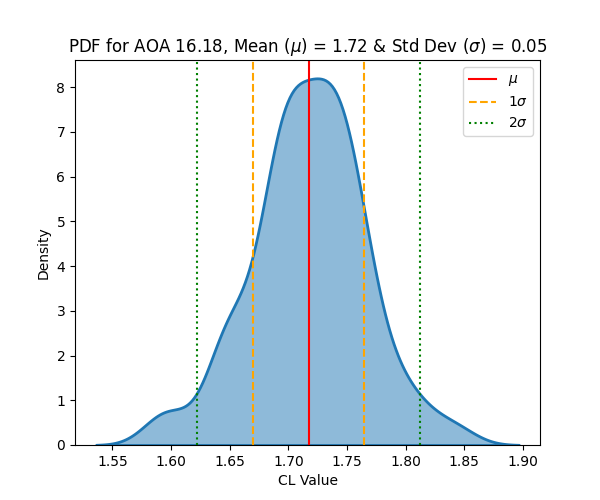 PDF for AOA 16.18, Mean (μ) = 1.72 & Std Dev (σ) = 0.05
μ
1σ
2σ
8
7
6
5
4
3
2
1
0
Density
1.55 1.60 1.65 1.70 1.75 1.80 1.85 1.90
CL Value